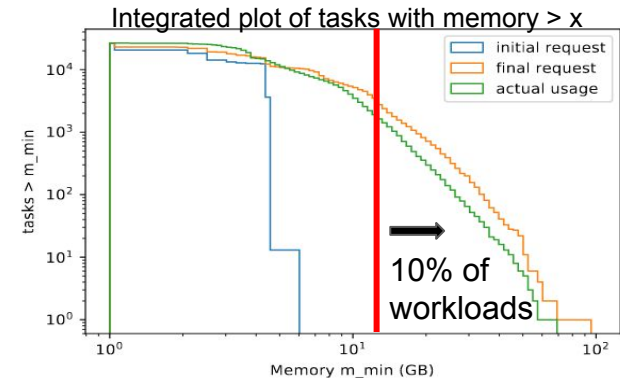 Integrated plot of tasks with memory > x
initial request
final request
actual usage
10⁴
10³
10²
10¹
10⁰
tasks > m_min
10% of
workloads
10⁰
10¹
10²
Memory m_min (GB)